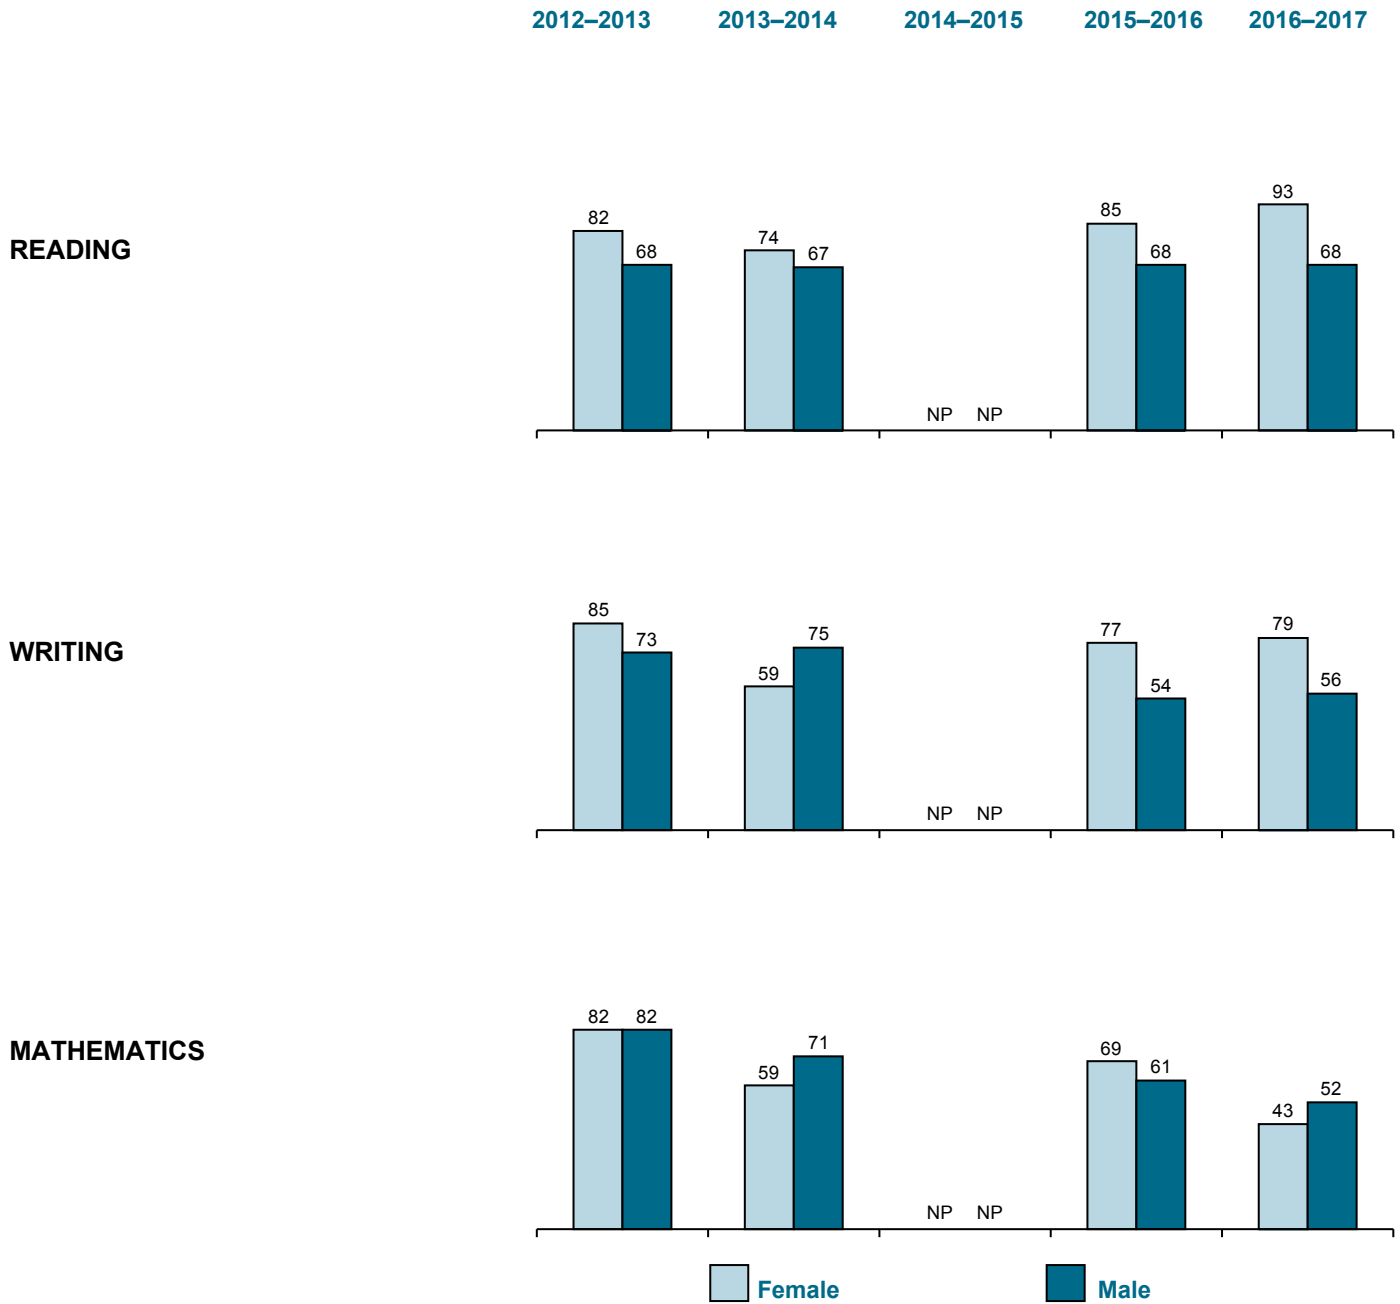 2012–2013 2013–2014 2014–2015 2015–2016 2016–2017
READING
82 68 74 67 NP NP 85 68 93 68
WRITING
85 73 59 75 NP NP 77 54 79 56
MATHEMATICS
82 82 59 71 NP NP 69 61 43 52
Female Male